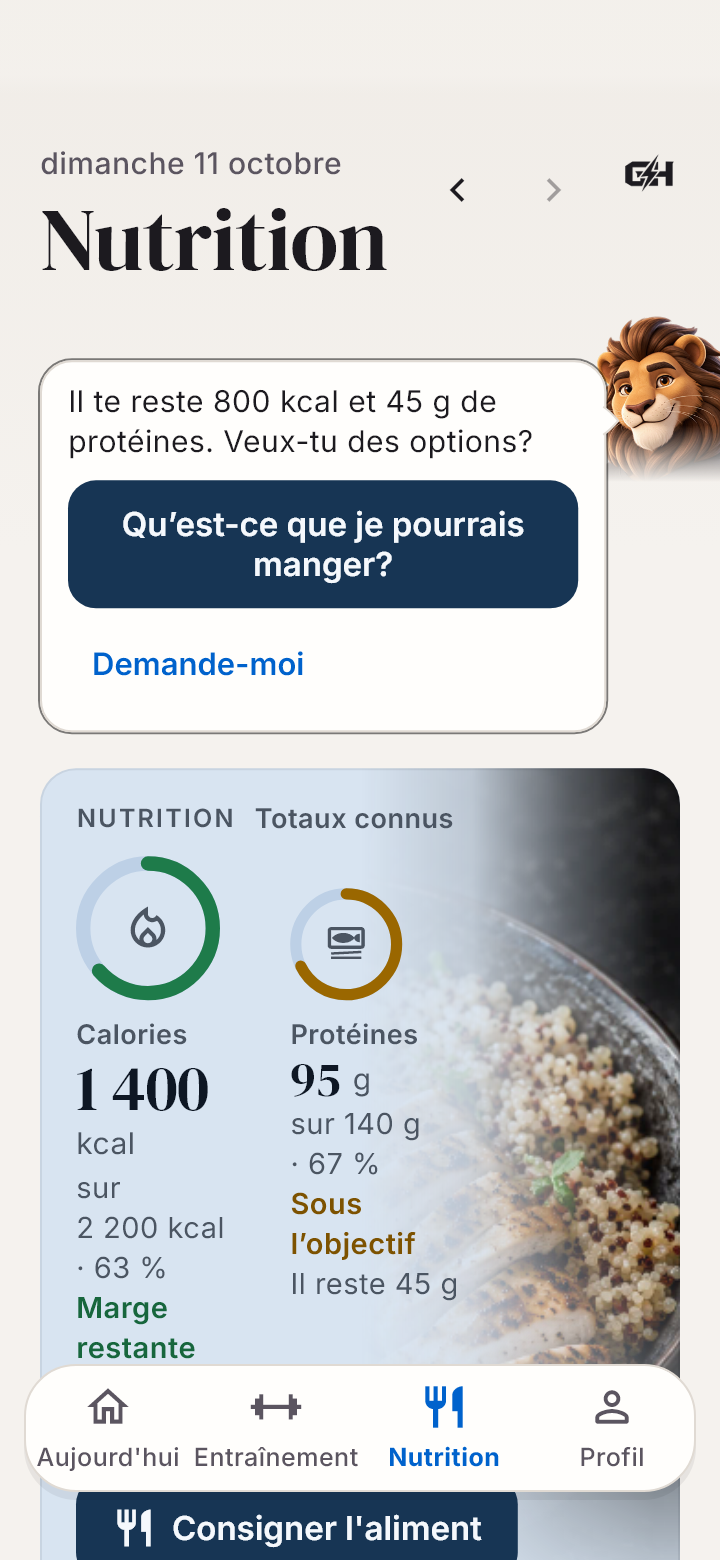 dimanche 11 octobre
GH
Nutrition
Il te reste 800 kcal et 45 g de
protéines. Veux-tu des options?
Qu’est-ce que je pourrais
manger?
Demande-moi
NUTRITION Totaux connus
Calories
1 400
kcal
sur
2 200 kcal
· 63 %
Marge
restante
Protéines
95 g
sur 140 g
· 67 %
Sous
l’objectif
Il reste 45 g
Aujourd'hui Entraînement Nutrition Profil
Consigner l'aliment